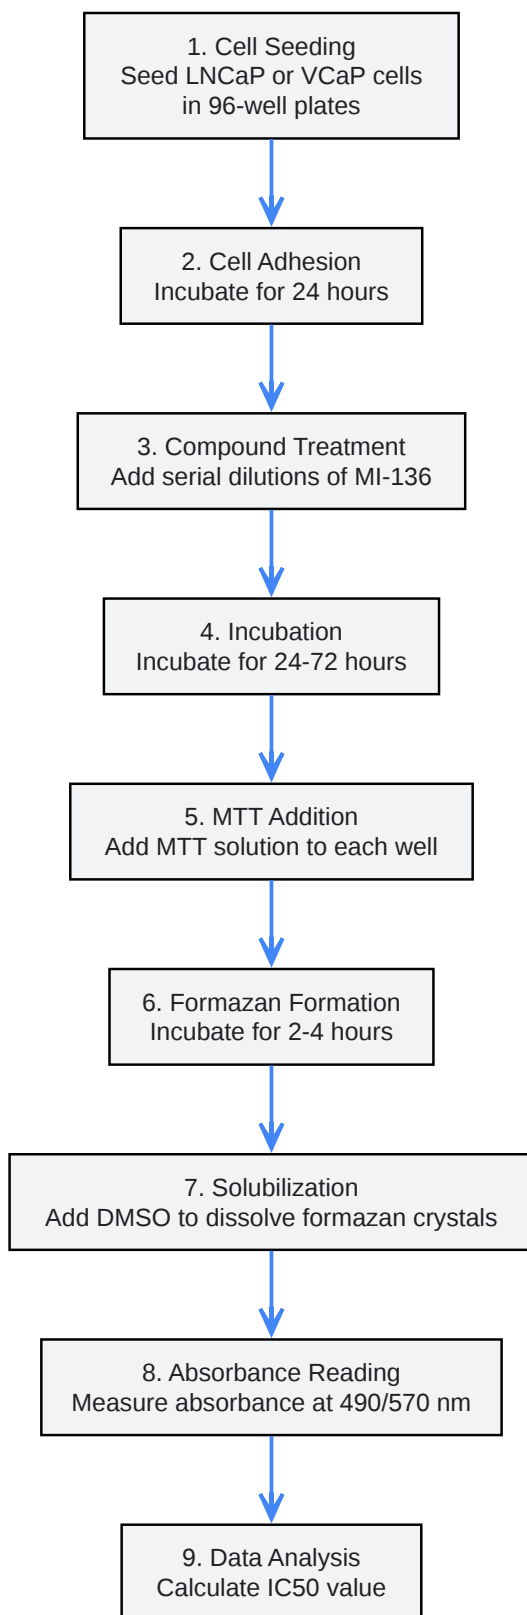 1. Cell Seeding
Seed LNCaP or VCaP cells
in 96-well plates
2. Cell Adhesion
Incubate for 24 hours
3. Compound Treatment
Add serial dilutions of MI-136
4. Incubation
Incubate for 24-72 hours
5. MTT Addition
Add MTT solution to each well
6. Formazan Formation
Incubate for 2-4 hours
7. Solubilization
Add DMSO to dissolve formazan crystals
8. Absorbance Reading
Measure absorbance at 490/570 nm
9. Data Analysis
Calculate IC50 value